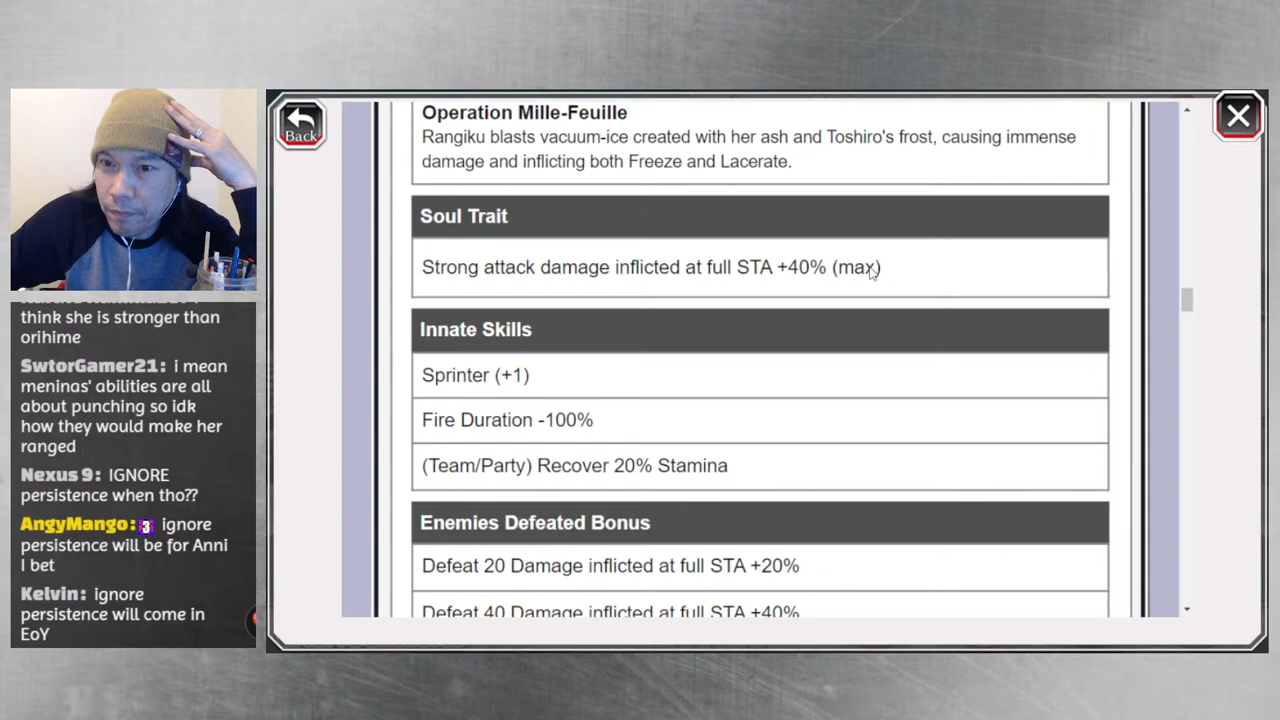 Back
think she is stronger than
orihime
SwtorGamer21: i mean
meninas' abilities are all
about punching so idk
how they would make her
ranged
Nexus 9: IGNORE
persistence when tho??
AngyMango: 3 ignore
persistence will be for Anni
I bet
Kelvin: ignore
persistence will come in
EoY
Operation Mille-Feuille
Rangiku blasts vacuum-ice created with her ash and Toshiro's frost, causing immense
damage and inflicting both Freeze and Lacerate.
Soul Trait
Strong attack damage inflicted at full STA +40% (max)
Innate Skills
Sprinter (+1)
Fire Duration -100%
(Team/Party) Recover 20% Stamina
Enemies Defeated Bonus
Defeat 20 Damage inflicted at full STA +20%
Defeat 40 Damage inflicted at full STA +40%